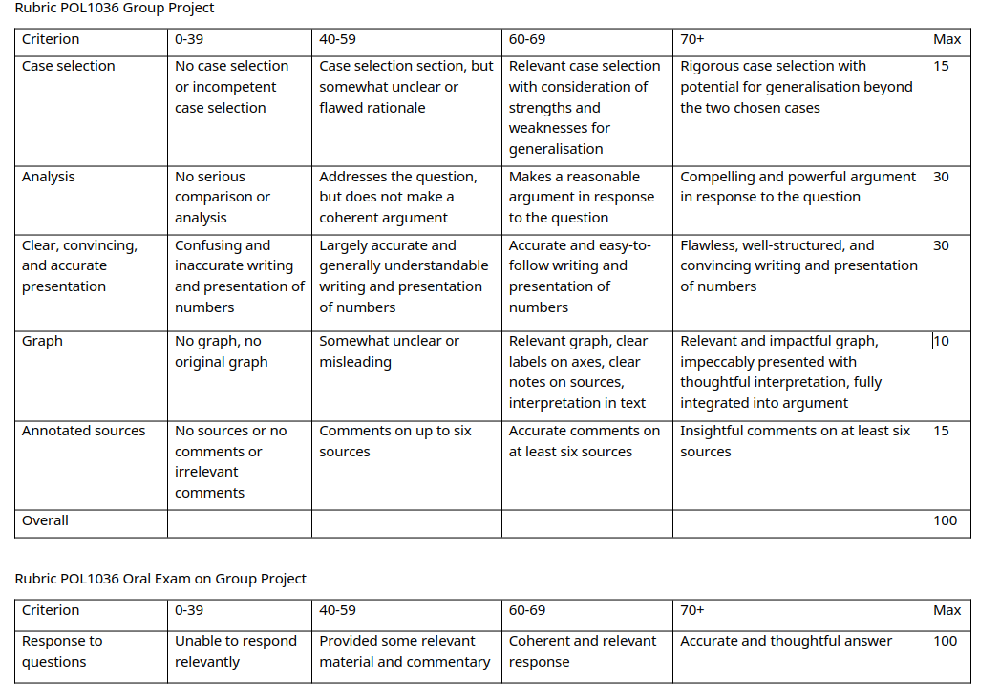 Rubric POL1036 Group Project
Criterion 0-39 40-59 60-69 70+ Max
Case selection No case selection Case selection section, but Relevant case selection Rigorous case selection with 15
or incompetent somewhat unclear or with consideration of potential for generalisation beyond
case selection flawed rationale strengths and the two chosen cases
weaknesses for
generalisation
Analysis No serious Addresses the question, Makes a reasonable Compelling and powerful argument 30
comparison or but does not make a argument in response in response to the question
analysis coherent argument to the question
Clear, convincing, Confusing and Largely accurate and Accurate and easy-to- Flawless, well-structured, and 30
and accurate inaccurate writing generally understandable follow writing and convincing writing and presentation
presentation and presentation of writing and presentation presentation of of numbers
numbers of numbers numbers
Graph No graph, no Somewhat unclear or Relevant graph, clear Relevant and impactful graph, 10
original graph misleading labels on axes, clear impeccably presented with
notes on sources, thoughtful interpretation, fully
interpretation in text integrated into argument
Annotated sources No sources or no Comments on up to six Accurate comments on Insightful comments on at least six 15
comments or sources at least six sources sources
irrelevant
comments
Overall 100
Rubric POL1036 Oral Exam on Group Project
Criterion 0-39 40-59 60-69 70+ Max
Response to Unable to respond Provided some relevant Coherent and relevant Accurate and thoughtful answer 100
questions relevantly material and commentary response